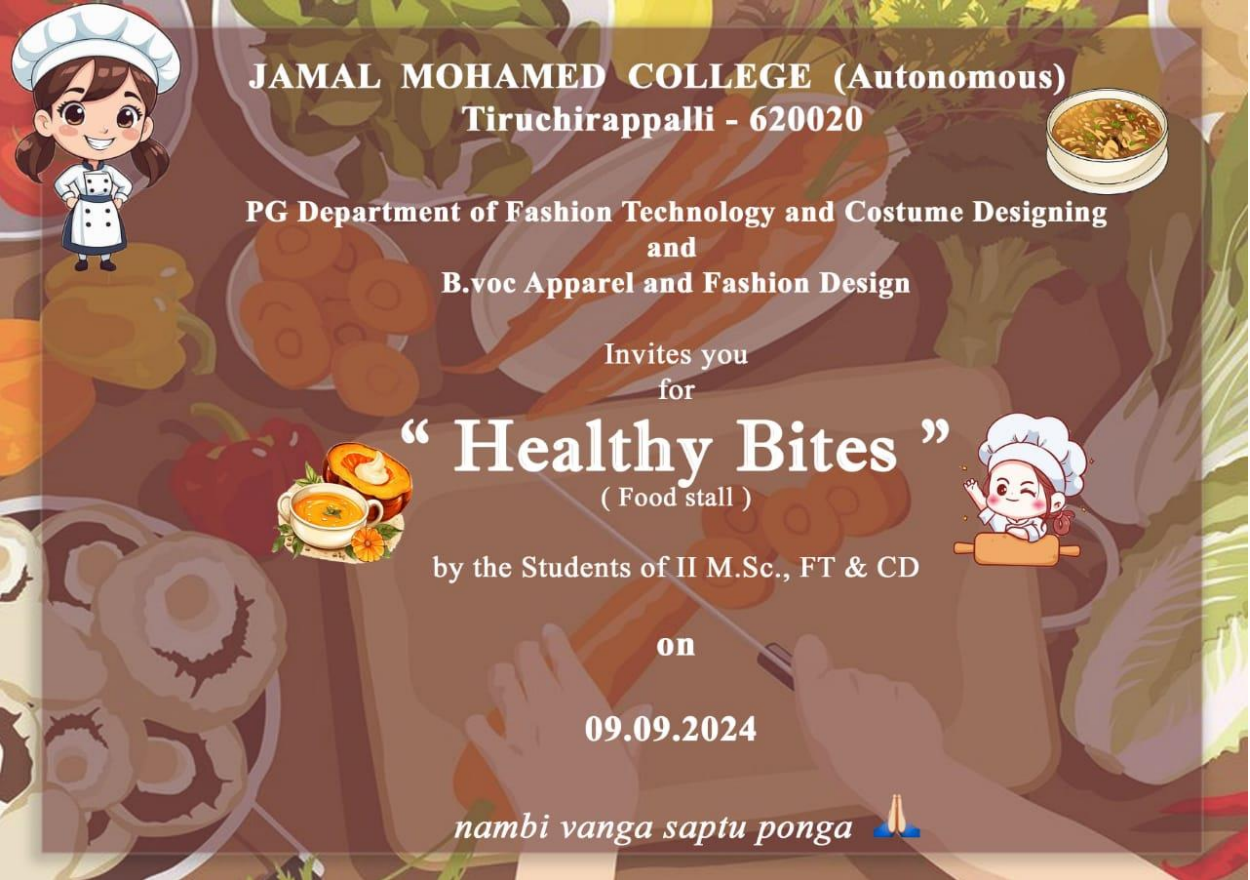 JAMAL MOHAMED COLLEGE (Autonomous)
Tiruchirappalli - 620020
PG Department of Fashion Technology and Costume Designing
and
B.voc Apparel and Fashion Design
Invites you
for
“ Healthy Bites ”
( Food stall )
by the Students of II M.Sc., FT & CD
on
09.09.2024
nambi vanga saptu ponga 🙏